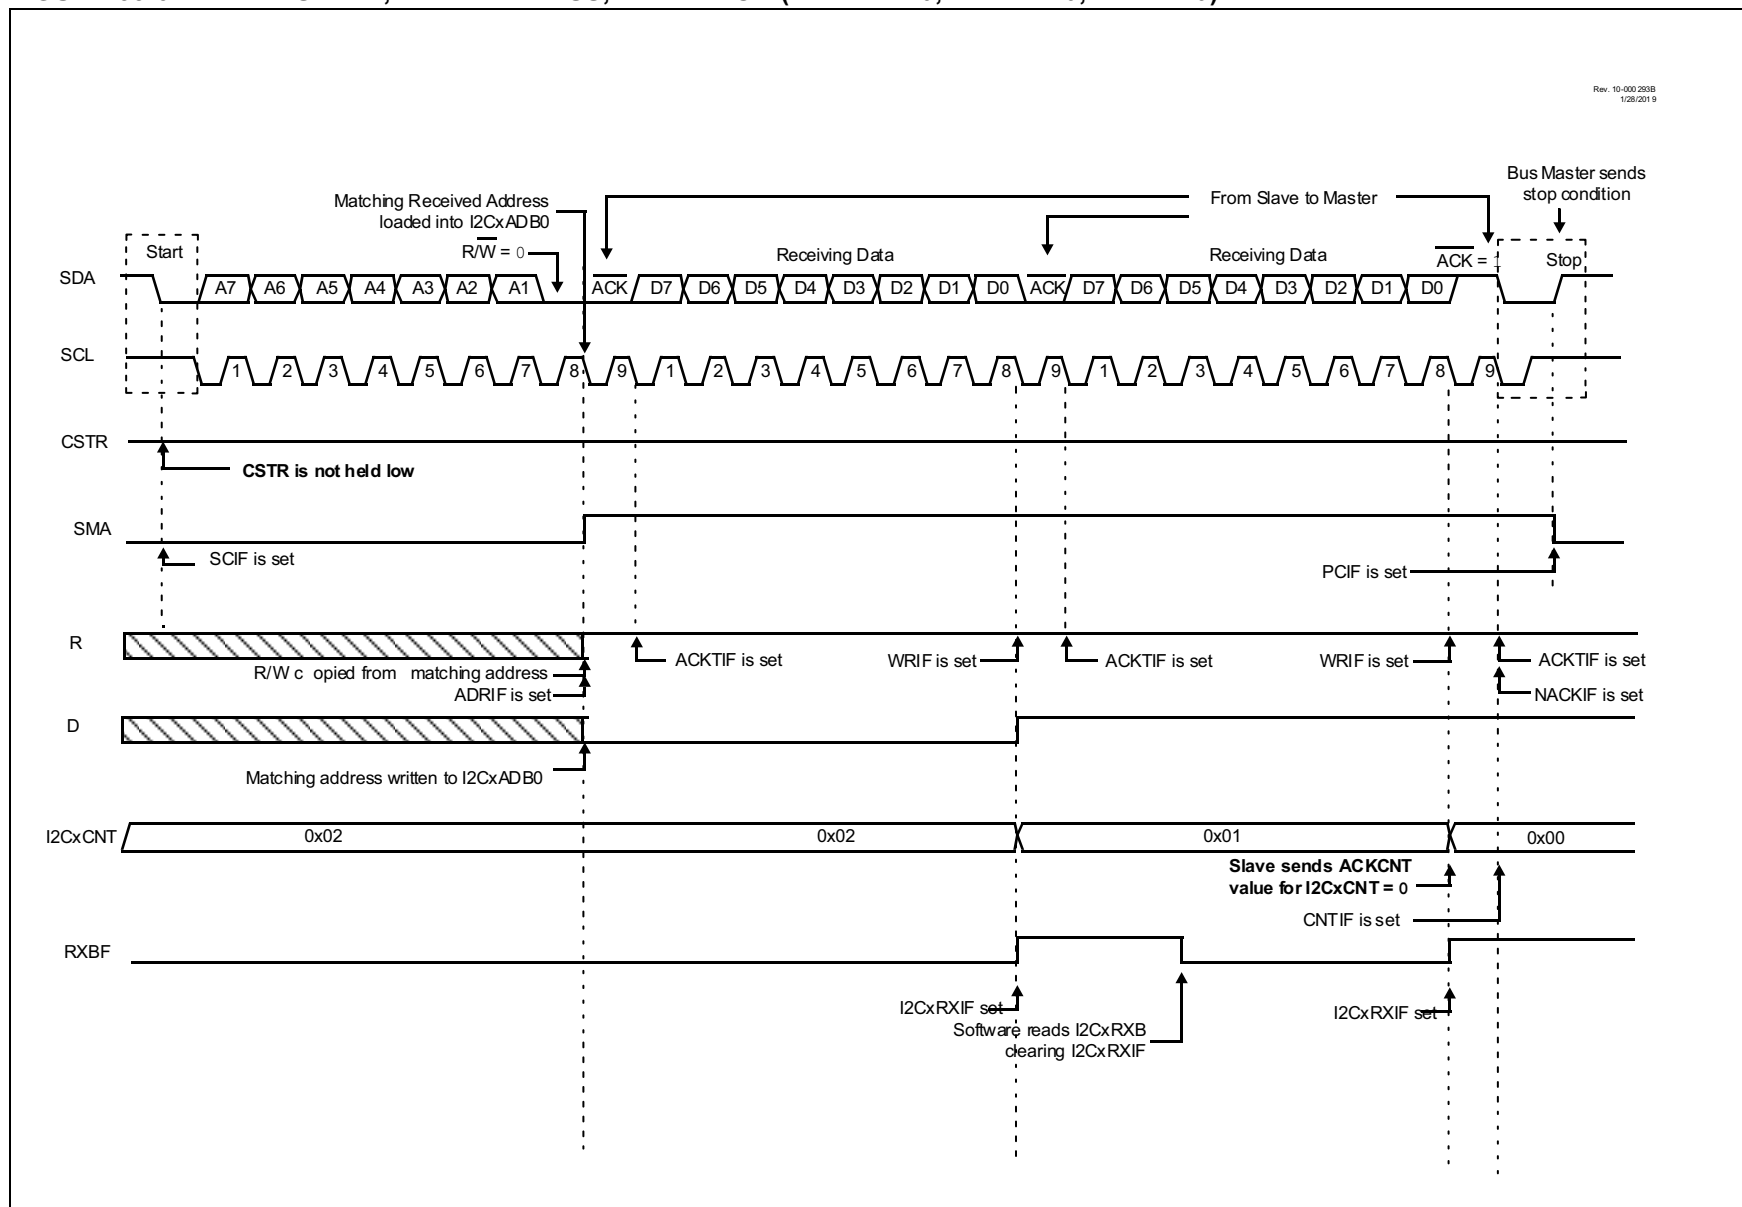 Rev. 10-000 293B
1/28/2019
Matching Received Address
loaded into I2CxADB0
From Slave to Master
Bus Master sends
stop condition
Start
R/W = 0
Receiving Data
Receiving Data
ACK = 1
Stop
SDA
A7 A6 A5 A4 A3 A2 A1 ACK D7 D6 D5 D4 D3 D2 D1 D0 ACK D7 D6 D5 D4 D3 D2 D1 D0
SCL
1 2 3 4 5 6 7 8 9 1 2 3 4 5 6 7 8 9 1 2 3 4 5 6 7 8 9
CSTR
CSTR is not held low
SMA
SCIF is set
PCIF is set
R
ACKTIF is set
WRIF is set
ACKTIF is set
WRIF is set
ACKTIF is set
R/W c opied from matching address
ADRIF is set
NACKIF is set
D
Matching address written to I2CxADB0
I2CxCNT
0x02
0x02
0x01
0x00
Slave sends ACKCNT
value for I2CxCNT = 0
CNTIF is set
RXBF
I2CxRXIF set
I2CxRXIF set
Software reads I2CxRXB
clearing I2CxRXIF